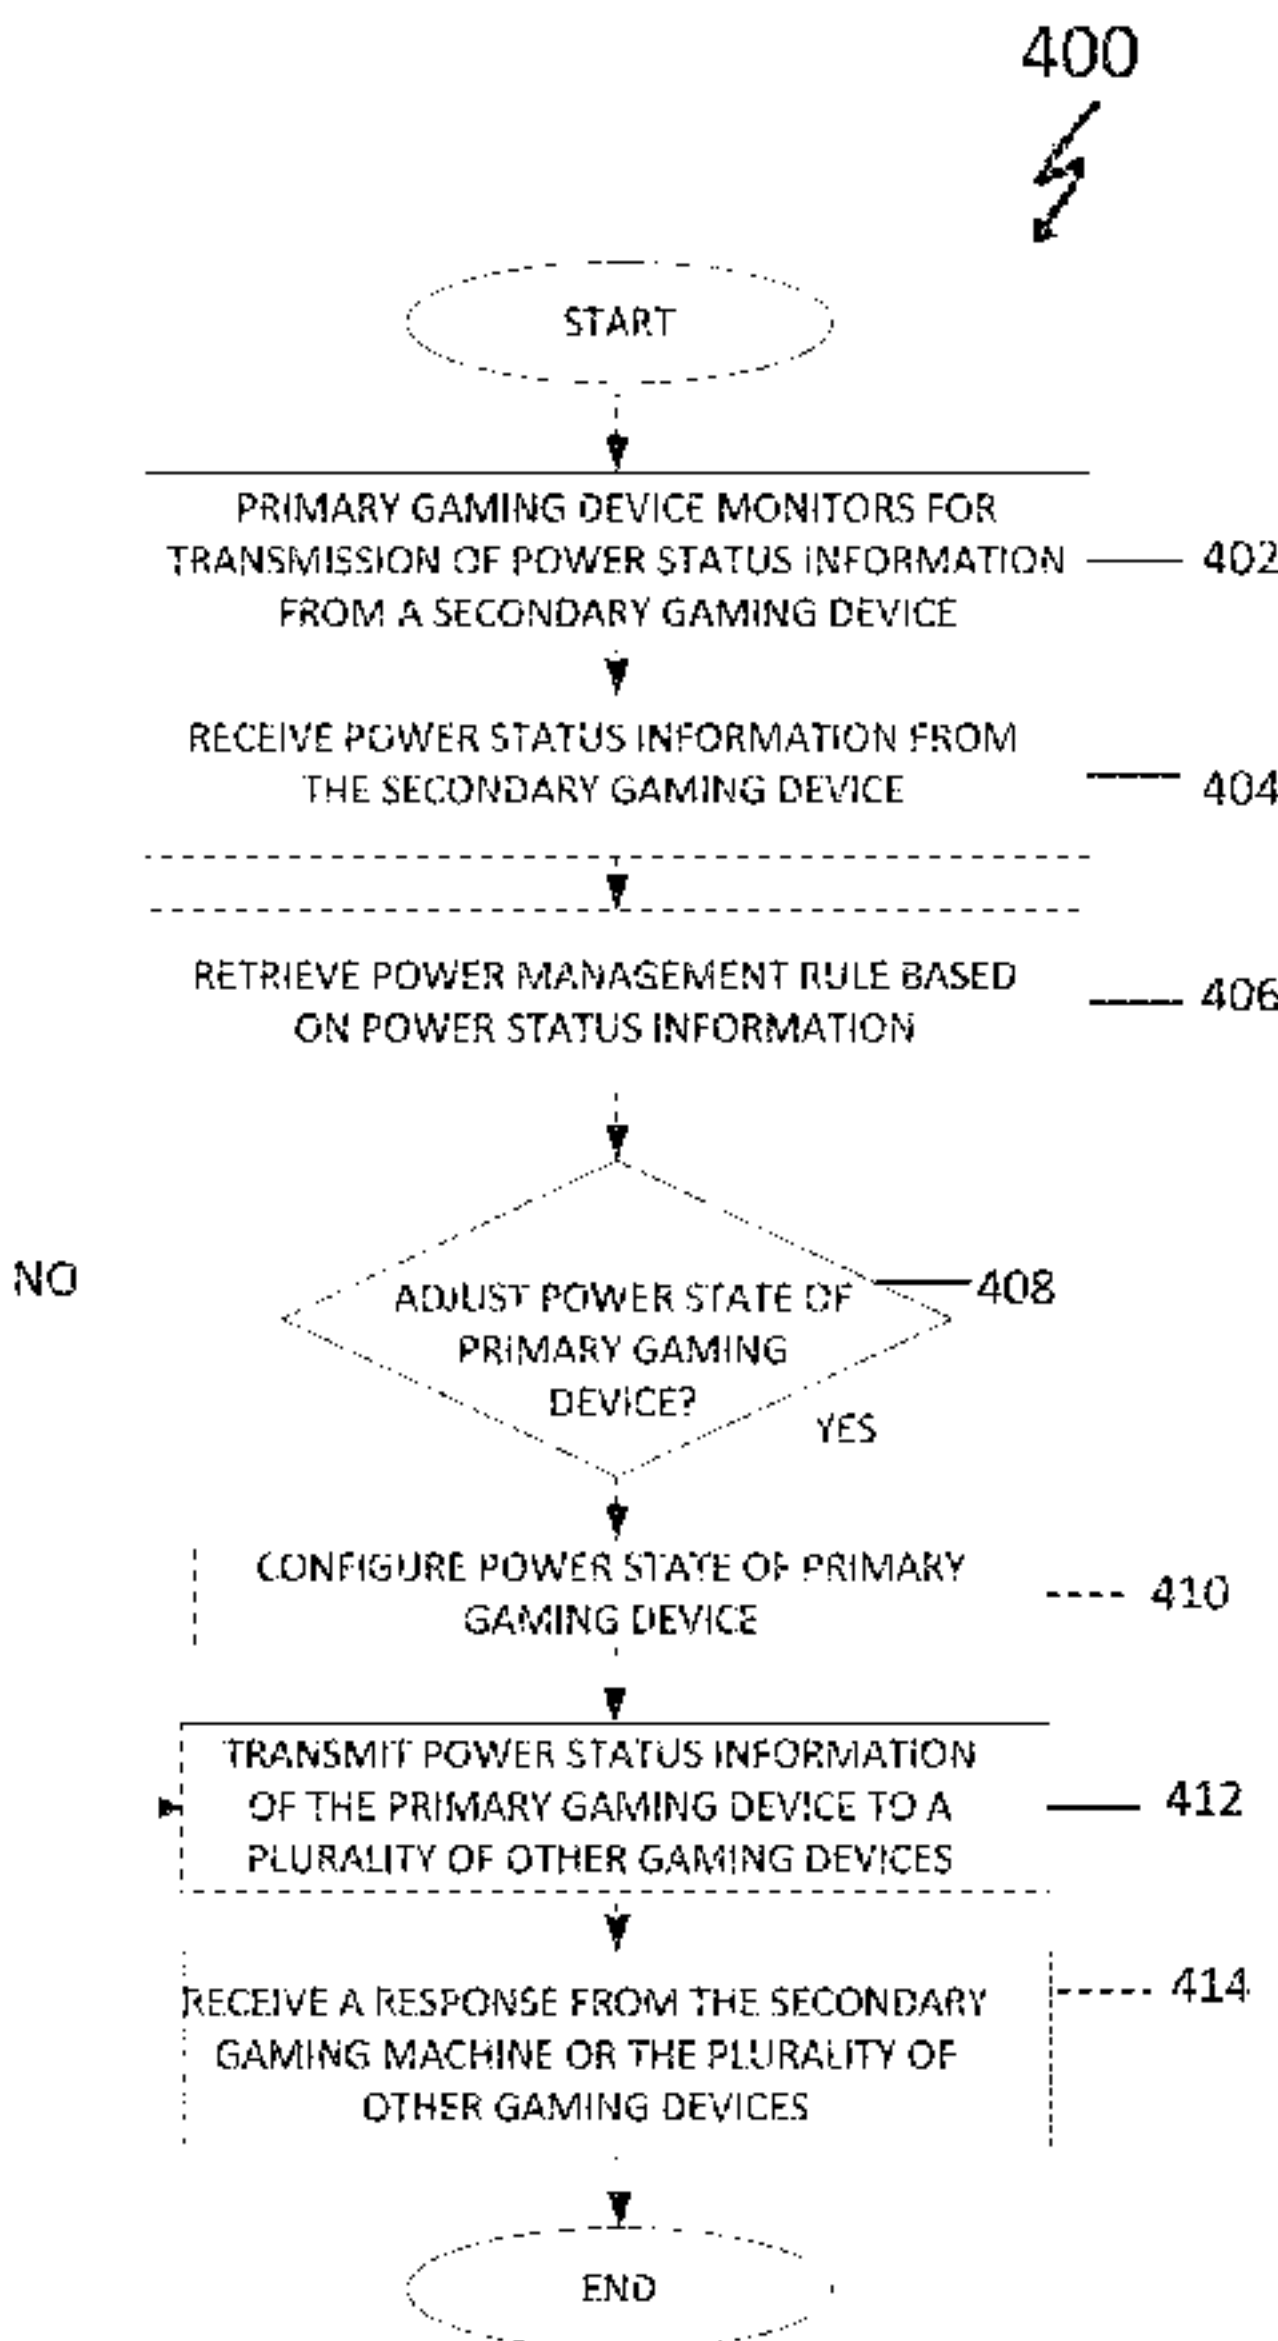 400
START
PRIMARY GAMING DEVICE MONITORS FOR
TRANSMISSION OF POWER STATUS INFORMATION
FROM A SECONDARY GAMING DEVICE
402
RECEIVE POWER STATUS INFORMATION FROM
THE SECONDARY GAMING DEVICE
404
RETRIEVE POWER MANAGEMENT RULE BASED
ON POWER STATUS INFORMATION
406
NO
ADJUST POWER STATE OF
PRIMARY GAMING
DEVICE?
408
YES
CONFIGURE POWER STATE OF PRIMARY
GAMING DEVICE
410
TRANSMIT POWER STATUS INFORMATION
OF THE PRIMARY GAMING DEVICE TO A
PLURALITY OF OTHER GAMING DEVICES
412
RECEIVE A RESPONSE FROM THE SECONDARY
GAMING MACHINE OR THE PLURALITY OF
OTHER GAMING DEVICES
414
END